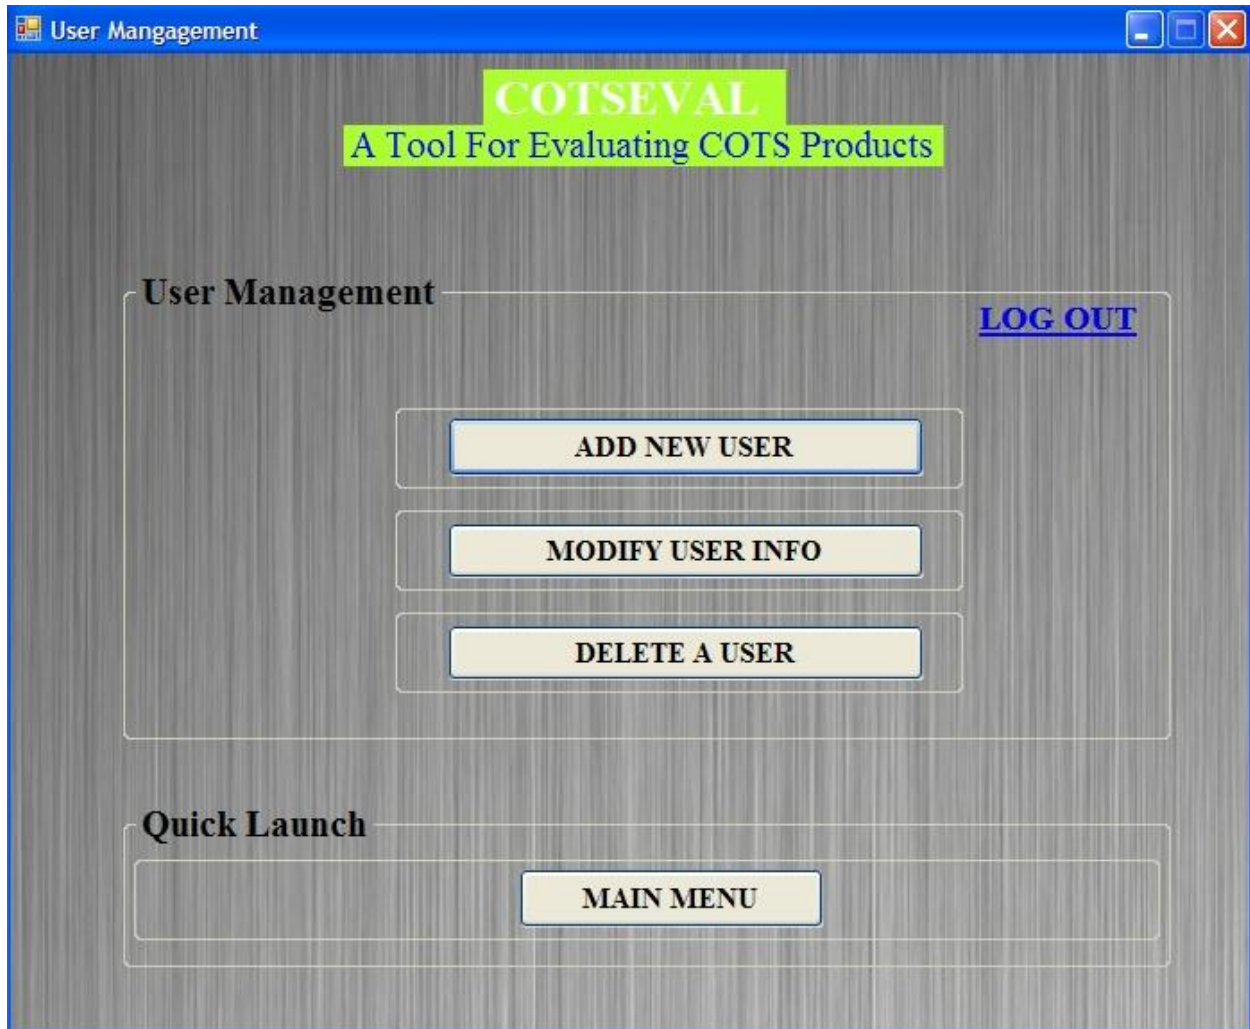 User Mangagement
COTSEVAL
A Tool For Evaluating COTS Products
User Management
LOG OUT
ADD NEW USER
MODIFY USER INFO
DELETE A USER
Quick Launch
MAIN MENU